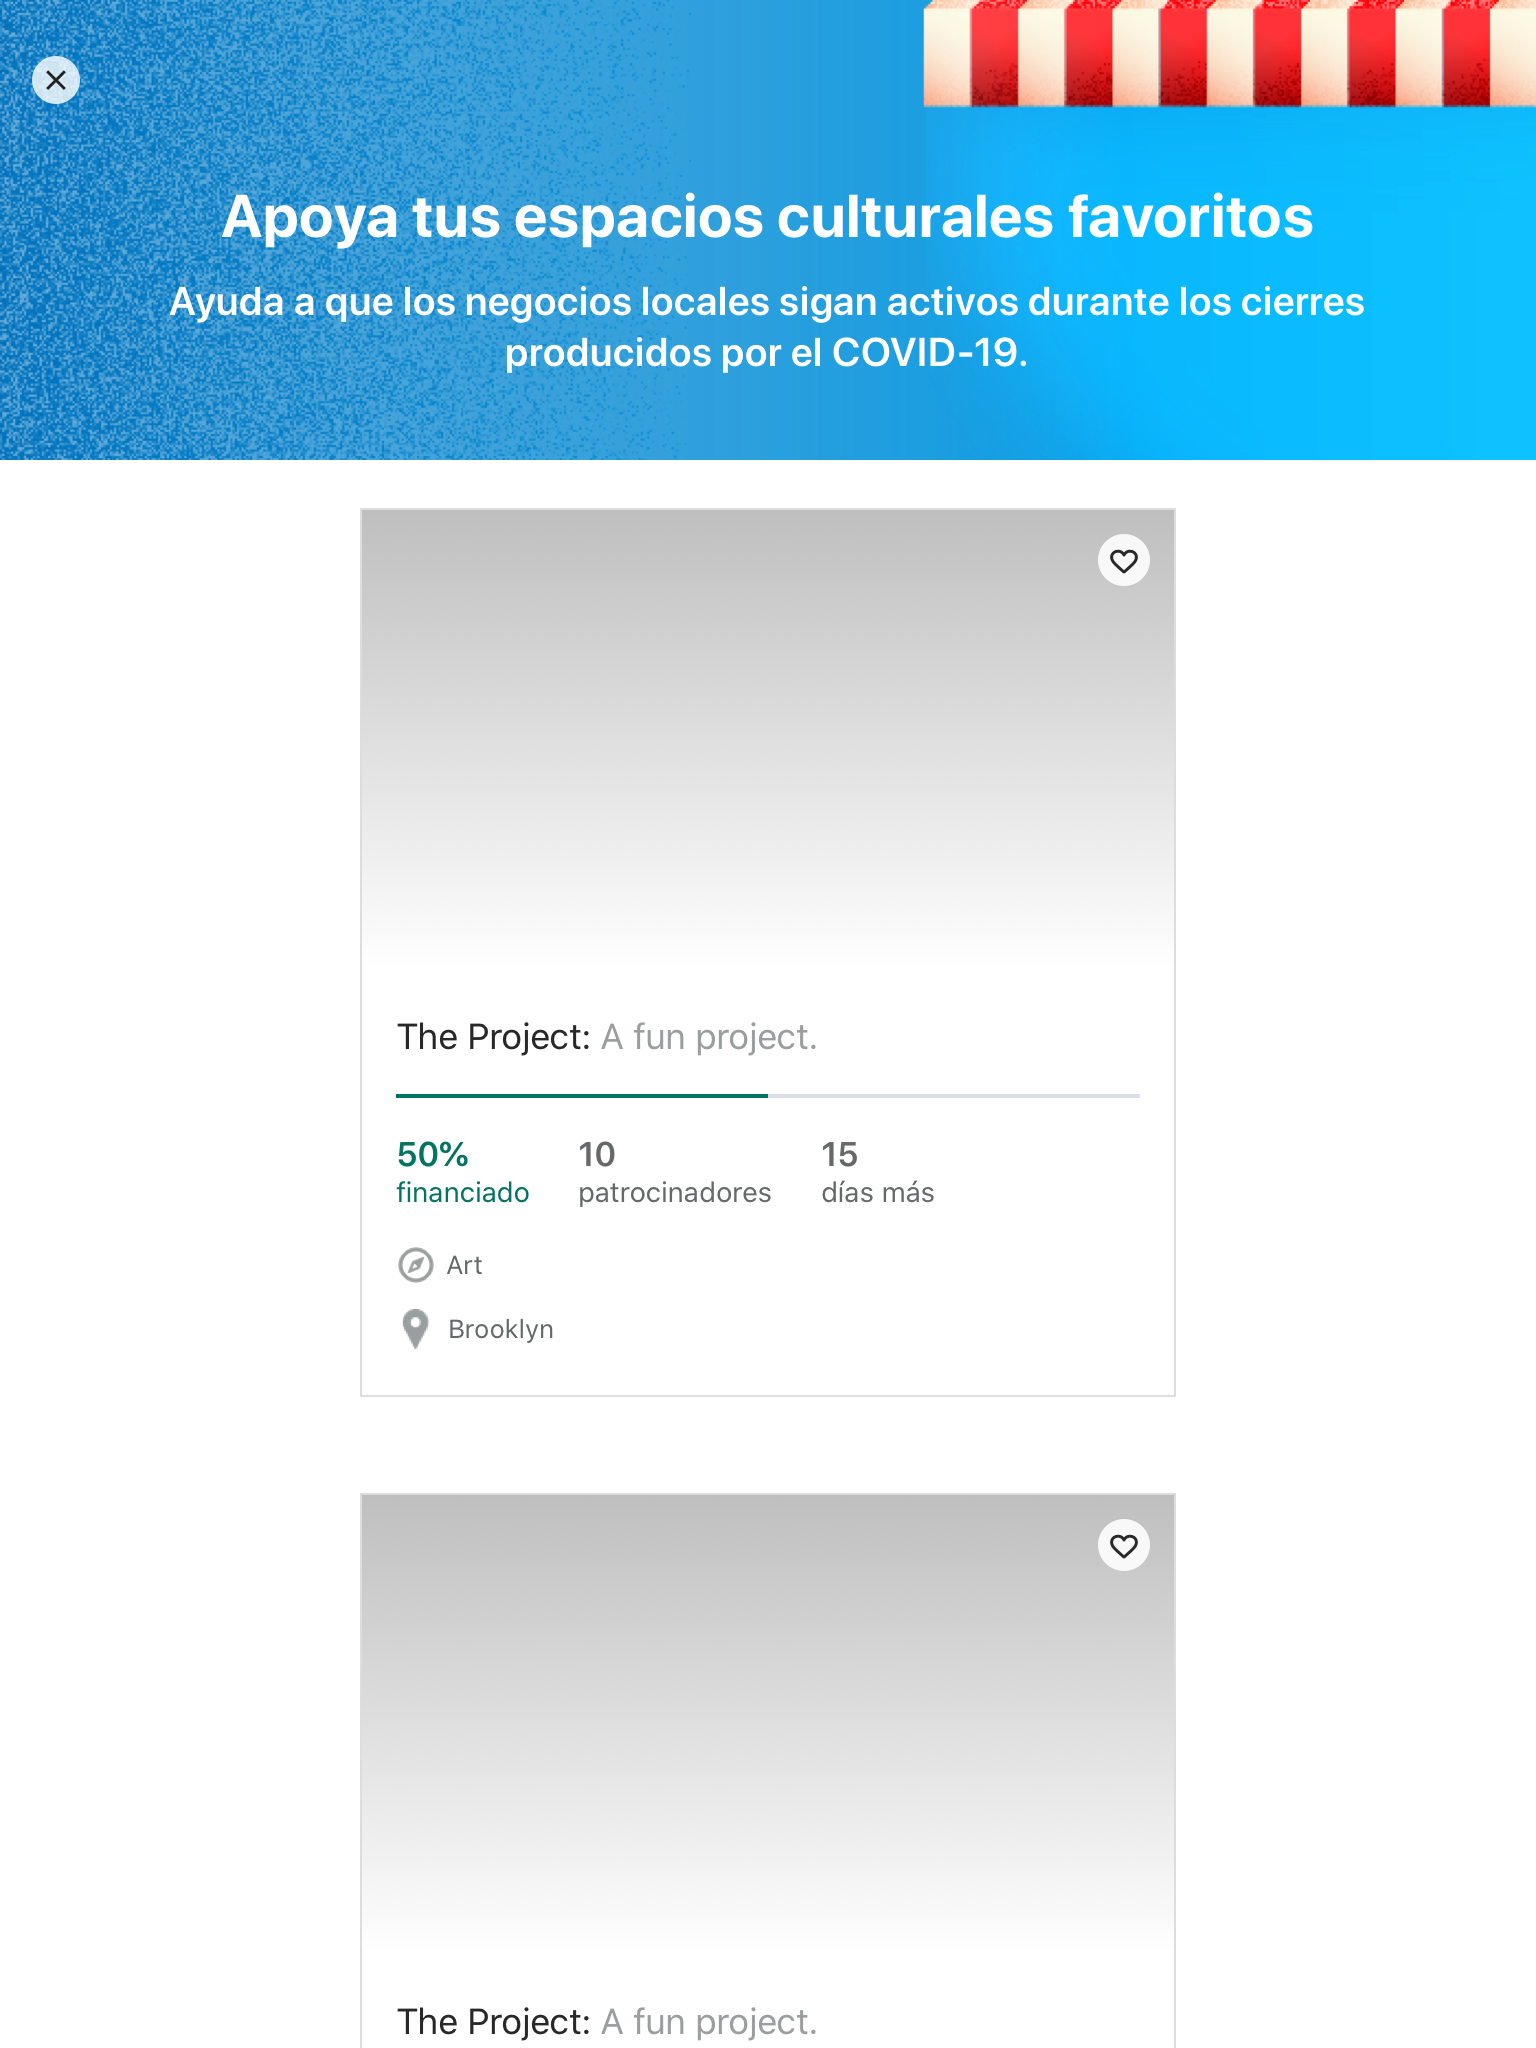 Apoya tus espacios culturales favoritos
Ayuda a que los negocios locales sigan activos durante los cierres
producidos por el COVID-19.
The Project: A fun project.
50% 10 15
financiado patrocinadores días más
Art
Brooklyn
The Project: A fun project.